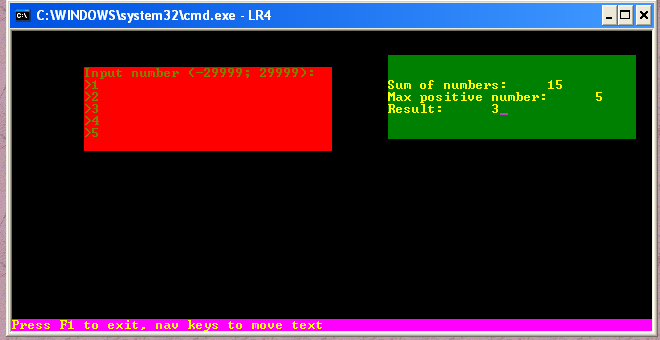 C:\WINDOWS\system32\cmd.exe - LR4
Input number (-29999; 29999):
>1
>2
>3
>4
>5
Sum of numbers: 15
Max positive number: 5
Result: 3_
Press F1 to exit, nav keys to move text